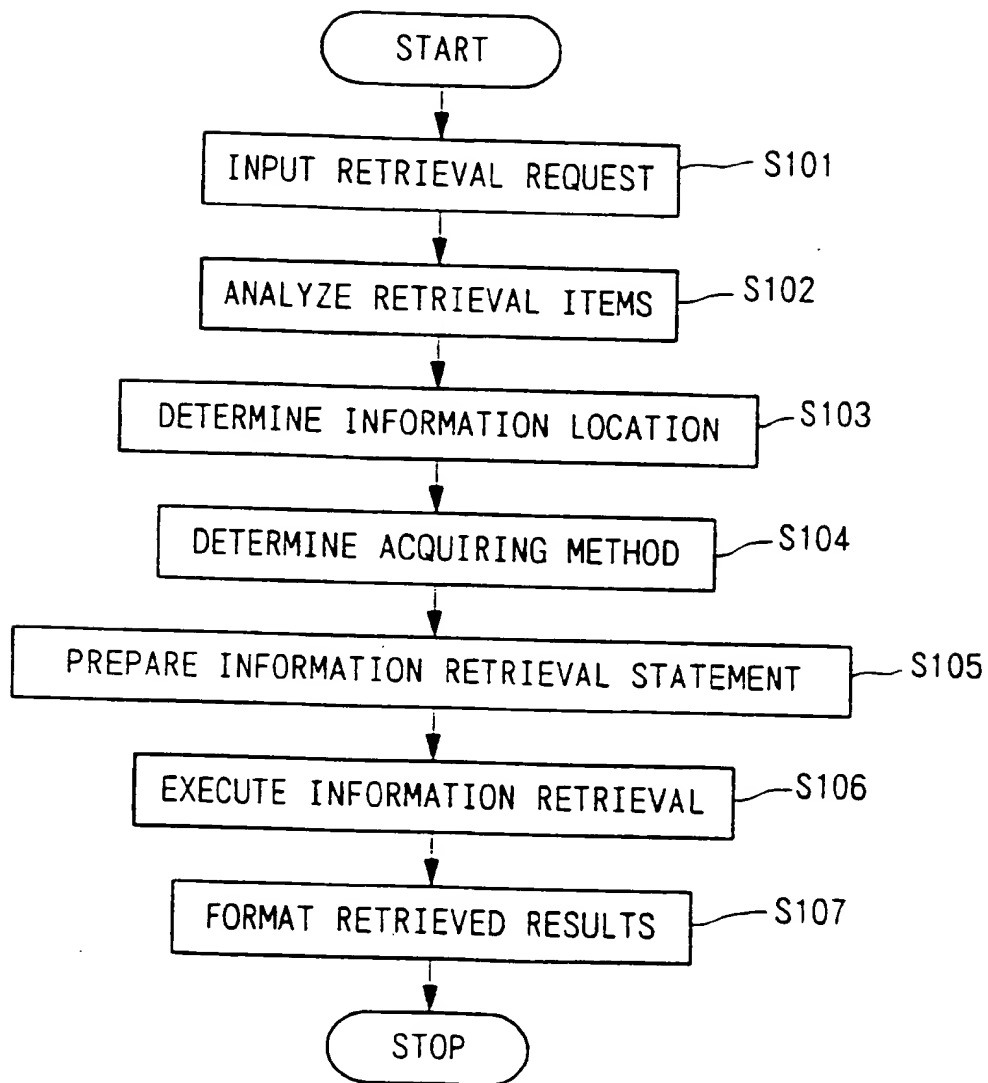 START
INPUT RETRIEVAL REQUEST S101
ANALYZE RETRIEVAL ITEMS S102
DETERMINE INFORMATION LOCATION S103
DETERMINE ACQUIRING METHOD S104
PREPARE INFORMATION RETRIEVAL STATEMENT S105
EXECUTE INFORMATION RETRIEVAL S106
FORMAT RETRIEVED RESULTS S107
STOP